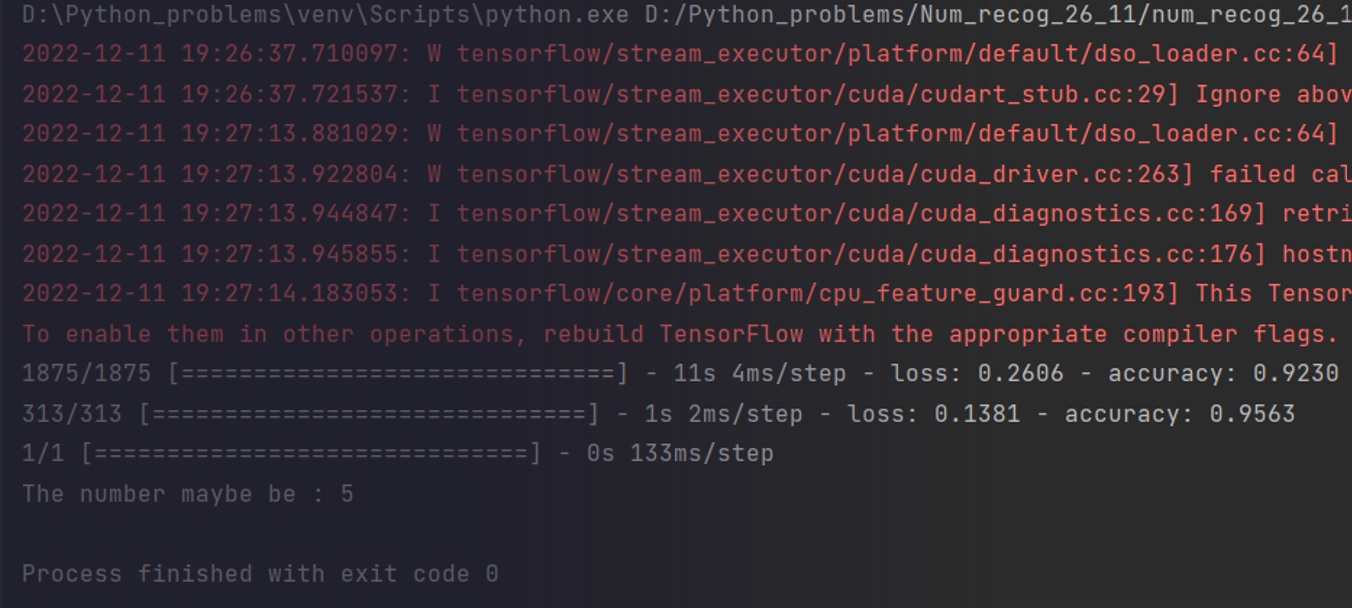 D:\Python_problems\venv\Scripts\python.exe D:/Python_problems/Num_recog_26_11/num_recog_26_1
2022-12-11 19:26:37.710097: W tensorflow/stream_executor/platform/default/dso_loader.cc:64]
2022-12-11 19:26:37.721537: I tensorflow/stream_executor/cuda/cudart_stub.cc:29] Ignore abov
2022-12-11 19:27:13.881029: W tensorflow/stream_executor/platform/default/dso_loader.cc:64]
2022-12-11 19:27:13.922804: W tensorflow/stream_executor/cuda/cuda_driver.cc:263] failed cal
2022-12-11 19:27:13.944847: I tensorflow/stream_executor/cuda/cuda_diagnostics.cc:169] retri
2022-12-11 19:27:13.945855: I tensorflow/stream_executor/cuda/cuda_diagnostics.cc:176] hostn
2022-12-11 19:27:14.183053: I tensorflow/core/platform/cpu_feature_guard.cc:193] This Tensor
To enable them in other operations, rebuild TensorFlow with the appropriate compiler flags.
1875/1875 [==============================] - 11s 4ms/step - loss: 0.2606 - accuracy: 0.9230
313/313 [==============================] - 1s 2ms/step - loss: 0.1381 - accuracy: 0.9563
1/1 [==============================] - 0s 133ms/step
The number maybe be : 5
Process finished with exit code 0